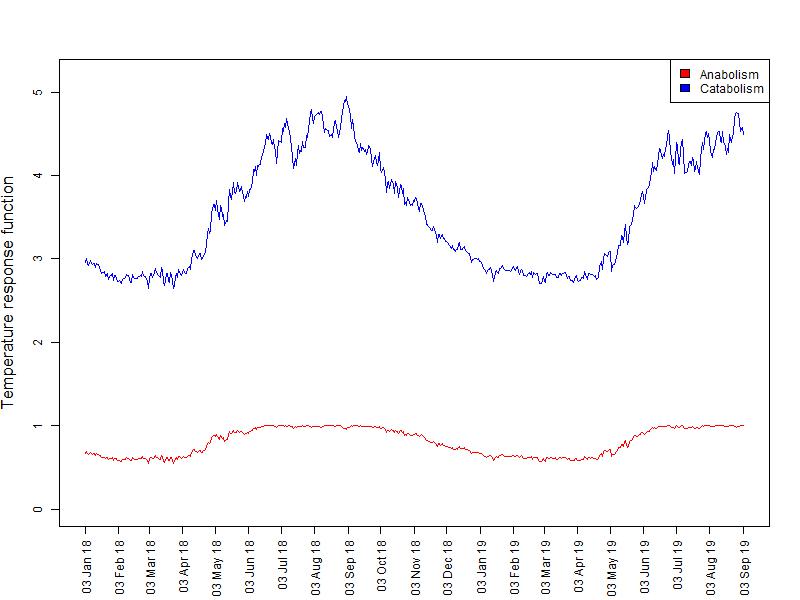 Anabolism
Catabolism
Temperature response function
5
4
3
2
1
0
03 Jan 18
03 Feb 18
03 Mar 18
03 Apr 18
03 May 18
03 Jun 18
03 Jul 18
03 Aug 18
03 Sep 18
03 Oct 18
03 Nov 18
03 Dec 18
03 Jan 19
03 Feb 19
03 Mar 19
03 Apr 19
03 May 19
03 Jun 19
03 Jul 19
03 Aug 19
03 Sep 19